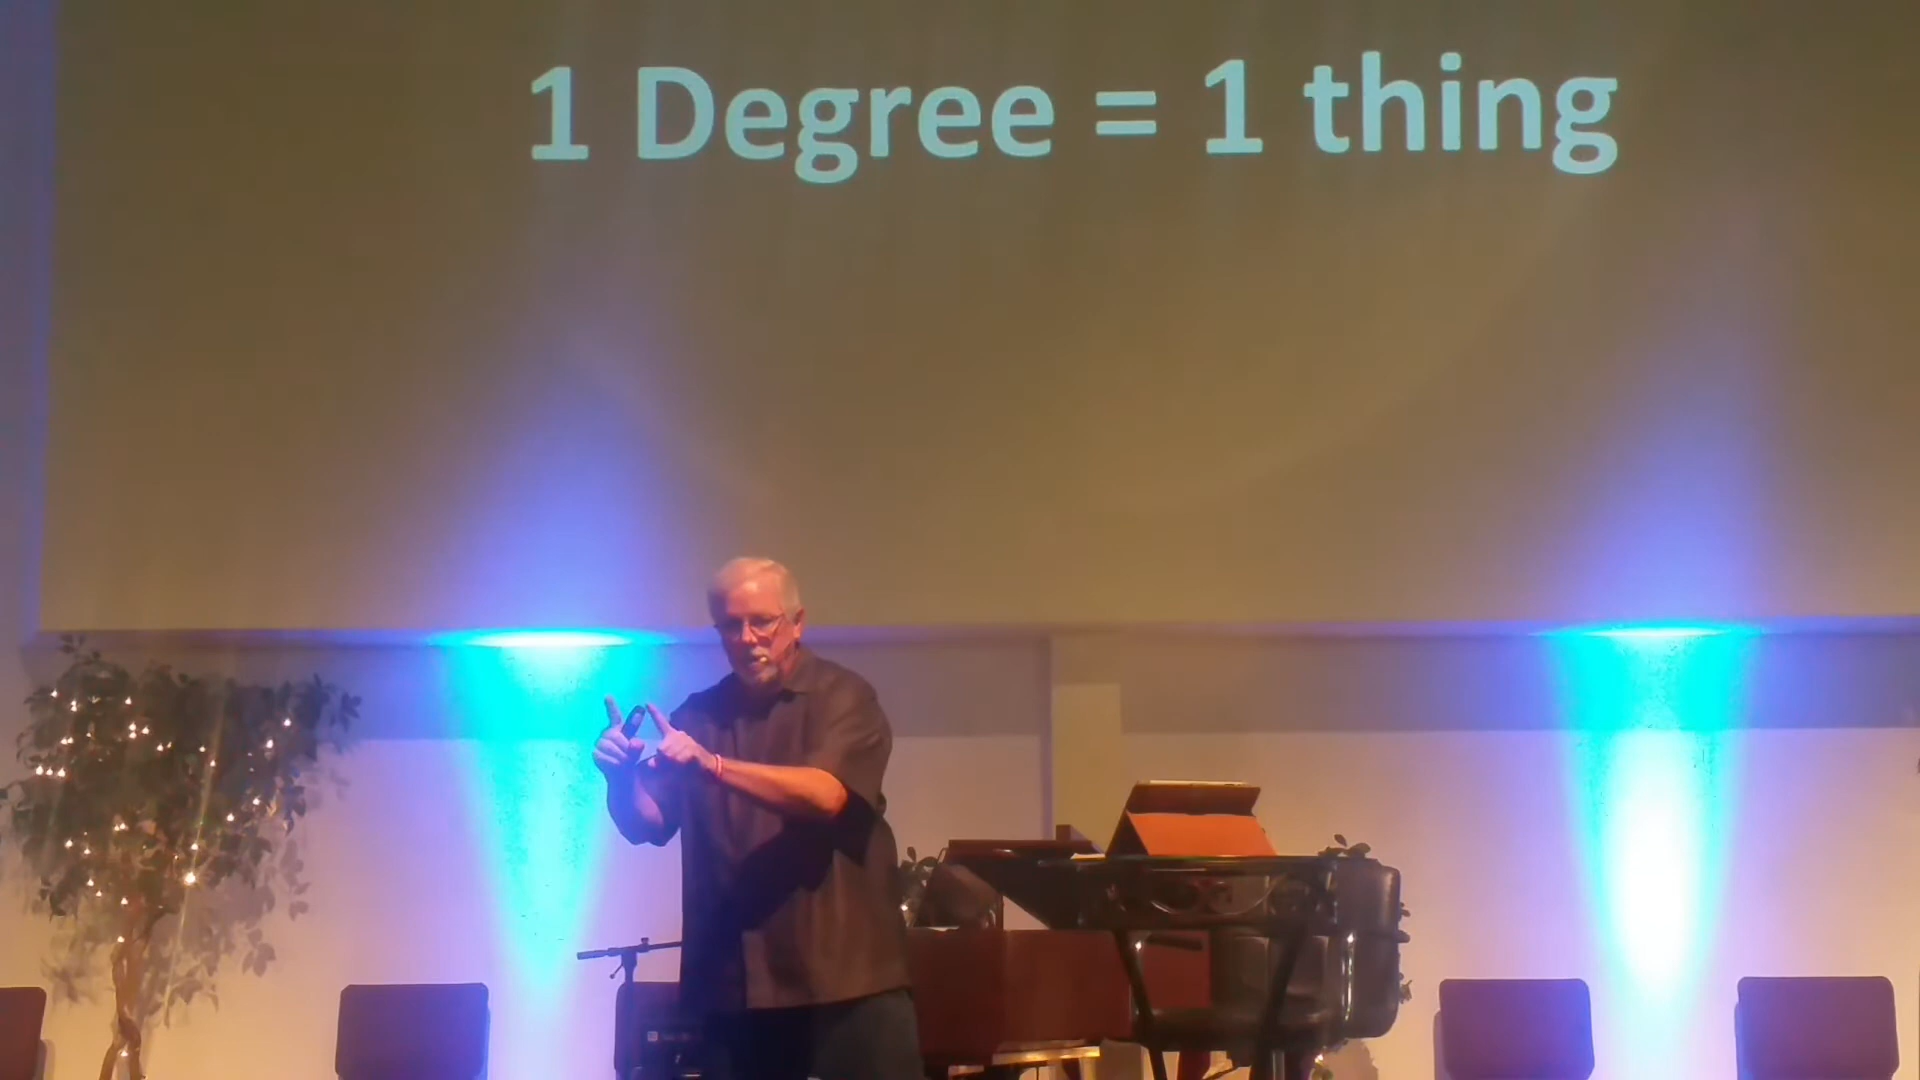 1 Degree = 1 thing